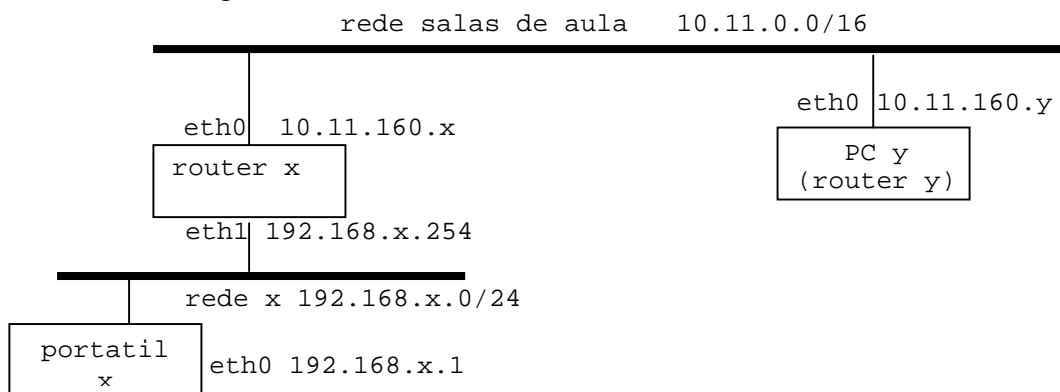 rede salas de aula 10.11.0.0/16
eth0 10.11.160.y
eth0 10.11.160.x
PC y
router x
(router y)
eth1 192.168.x.254
rede x 192.168.x.0/24
portatil
eth0 192.168.x.1
x